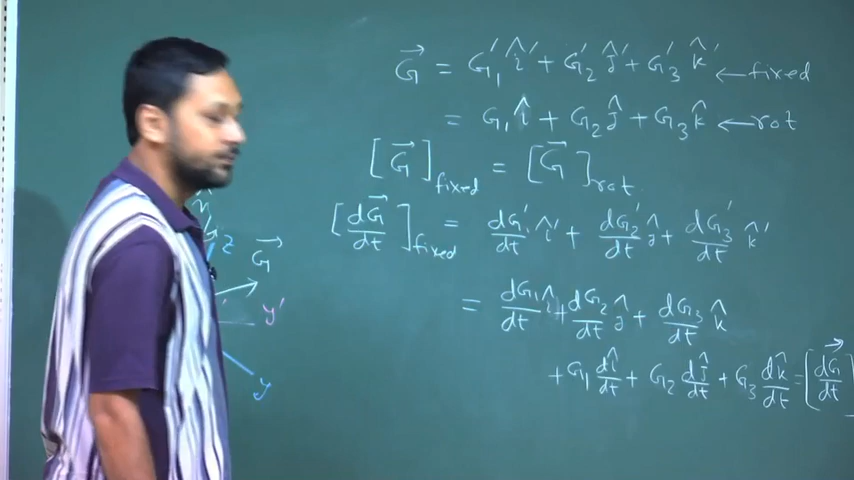 G⃗ = G₁' î' + G₂' ĵ' + G₃' k̂' ← fixed
= G₁ î + G₂ ĵ + G₃ k̂ ← rot
[G⃗]fixed = [G⃗]rot.
[dG⃗/dt]fixed = dG₁'/dt î' + dG₂'/dt ĵ + dG₃'/dt k̂'
= dG₁/dt î + dG₂/dt ĵ + dG₃/dt k̂
+ G₁ dî/dt + G₂ dĵ/dt + G₃ dk̂/dt = [dG⃗/dt]
n̂
z
G⃗
y'
y